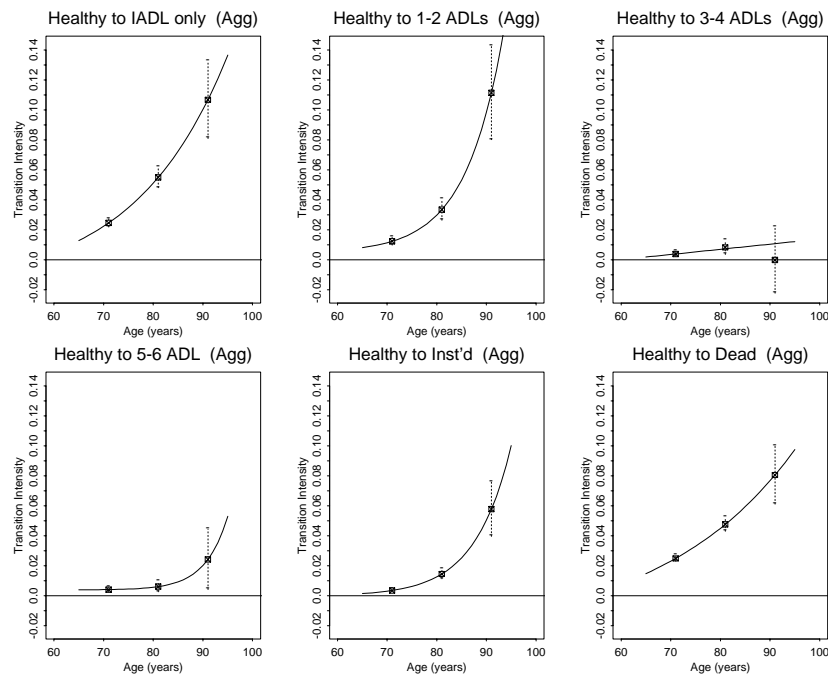 Healthy to IADL only (Agg)
Transition Intensity
-0.02 0.0 0.02 0.04 0.06 0.08 0.10 0.12 0.14
60 70 80 90 100
Age (years)
Healthy to 1-2 ADLs (Agg)
Transition Intensity
-0.02 0.0 0.02 0.04 0.06 0.08 0.10 0.12 0.14
60 70 80 90 100
Age (years)
Healthy to 3-4 ADLs (Agg)
Transition Intensity
-0.02 0.0 0.02 0.04 0.06 0.08 0.10 0.12 0.14
60 70 80 90 100
Age (years)
Healthy to 5-6 ADL (Agg)
Transition Intensity
-0.02 0.0 0.02 0.04 0.06 0.08 0.10 0.12 0.14
60 70 80 90 100
Age (years)
Healthy to Inst'd (Agg)
Transition Intensity
-0.02 0.0 0.02 0.04 0.06 0.08 0.10 0.12 0.14
60 70 80 90 100
Age (years)
Healthy to Dead (Agg)
Transition Intensity
-0.02 0.0 0.02 0.04 0.06 0.08 0.10 0.12 0.14
60 70 80 90 100
Age (years)